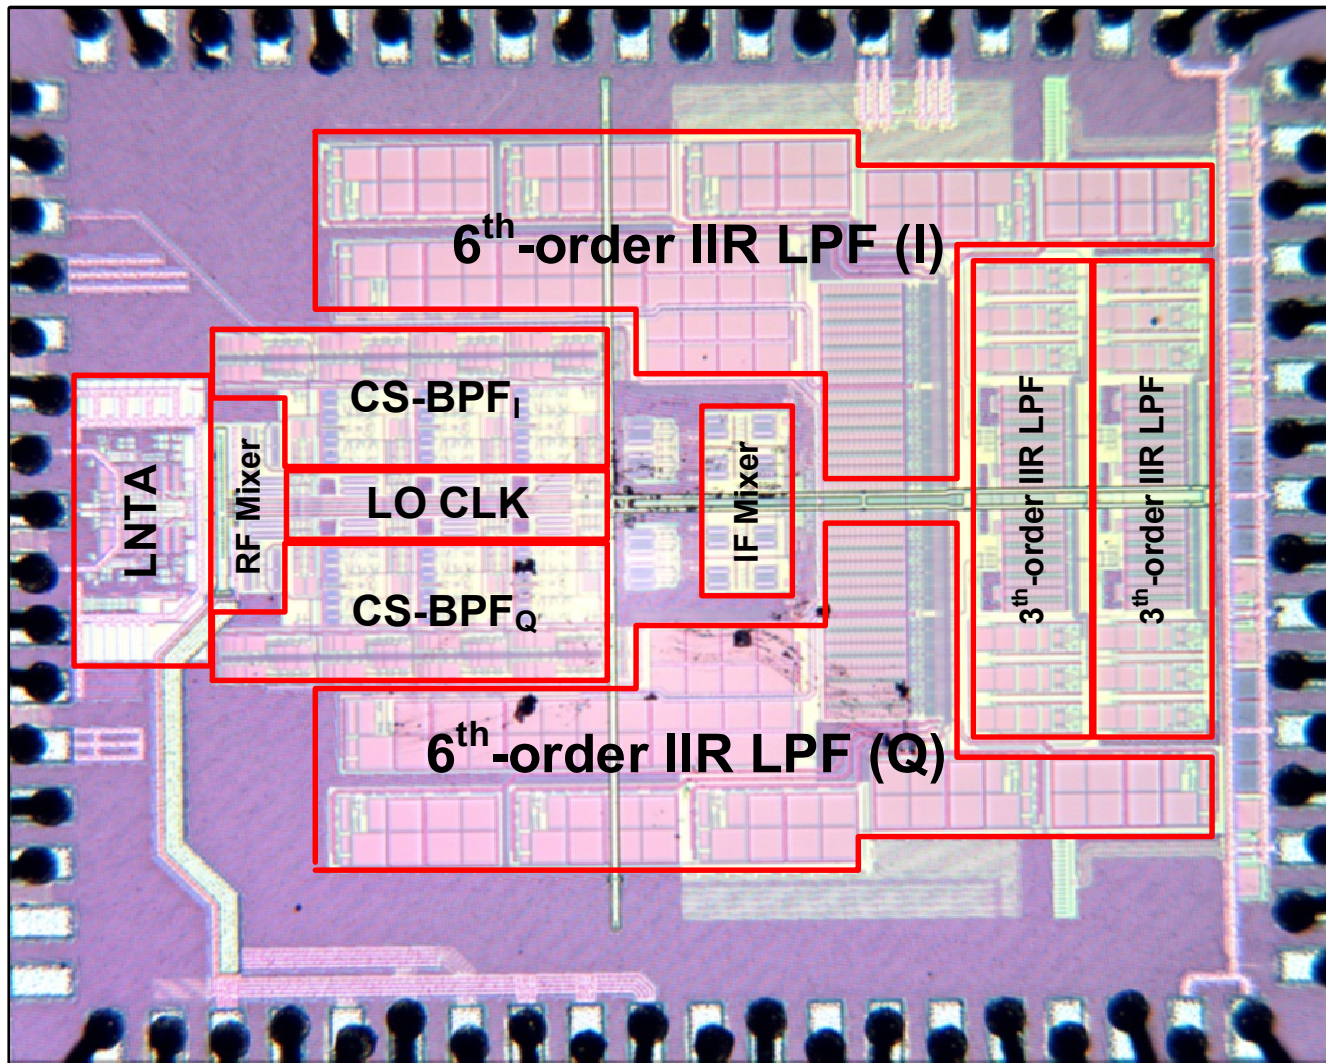 6th-order IIR LPF (I)
CS-BPFI
LNTA
RF Mixer
LO CLK
IF Mixer
3th-order IIR LPF
3th-order IIR LPF
CS-BPFQ
6th-order IIR LPF (Q)